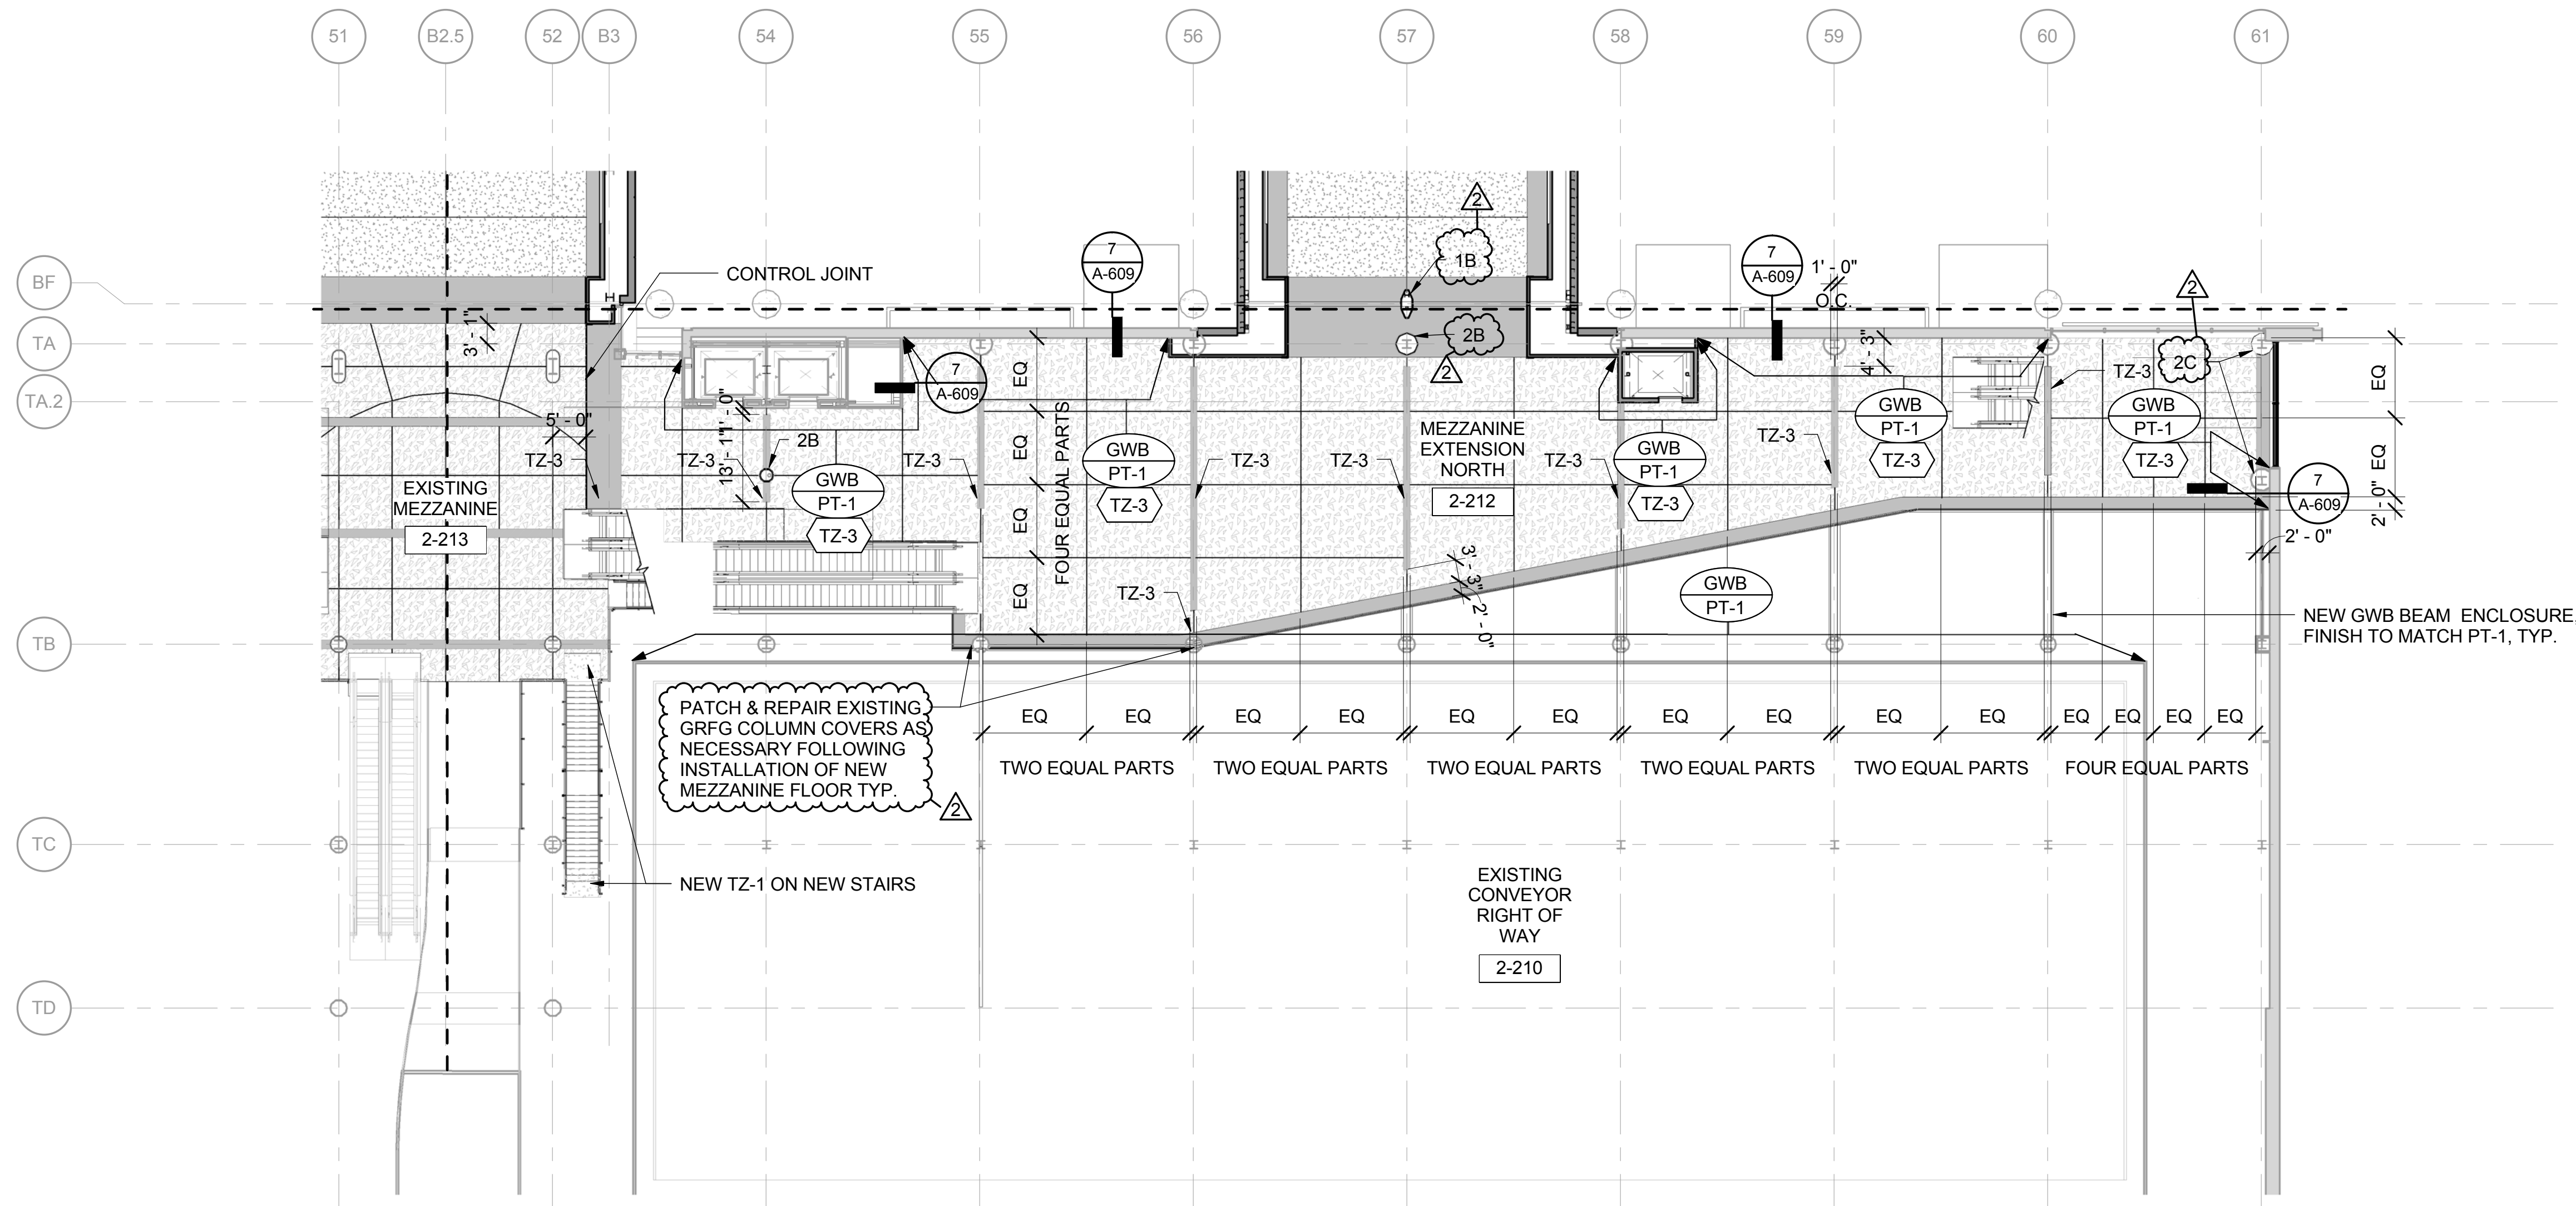 51
B2.5
52
B3
54
55
56
57
58
59
60
61
BF
TA
TA.2
TB
TC
TD
CONTROL JOINT
3' - 1"
5' - 0"
TZ-3
EXISTING
MEZZANINE
2-213
7
A-609
7
A-609
7
A-609
7
A-609
2
1B
2B
2
1' - 0"
O.C.
4' - 3"
2
2C
TZ-3
1' - 0"
13' - 1"
TZ-3
2B
GWB
PT-1
TZ-3
TZ-3
EQ
EQ
EQ
EQ
FOUR EQUAL PARTS
GWB
PT-1
TZ-3
TZ-3
TZ-3
TZ-3
MEZZANINE
EXTENSION
NORTH
2-212
TZ-3
GWB
PT-1
TZ-3
TZ-3
GWB
PT-1
TZ-3
GWB
PT-1
TZ-3
EQ
EQ
2' - 0"
2' - 0"
3' - 3"
2' - 0"
GWB
PT-1
NEW GWB BEAM ENCLOSURE,
FINISH TO MATCH PT-1, TYP.
PATCH & REPAIR EXISTING
GRFG COLUMN COVERS AS
NECESSARY FOLLOWING
INSTALLATION OF NEW
MEZZANINE FLOOR TYP.
2
EQ
EQ
EQ
EQ
EQ
EQ
EQ
EQ
EQ
EQ
EQ
EQ
EQ
EQ
TWO EQUAL PARTS
TWO EQUAL PARTS
TWO EQUAL PARTS
TWO EQUAL PARTS
TWO EQUAL PARTS
FOUR EQUAL PARTS
NEW TZ-1 ON NEW STAIRS
EXISTING
CONVEYOR
RIGHT OF
WAY
2-210